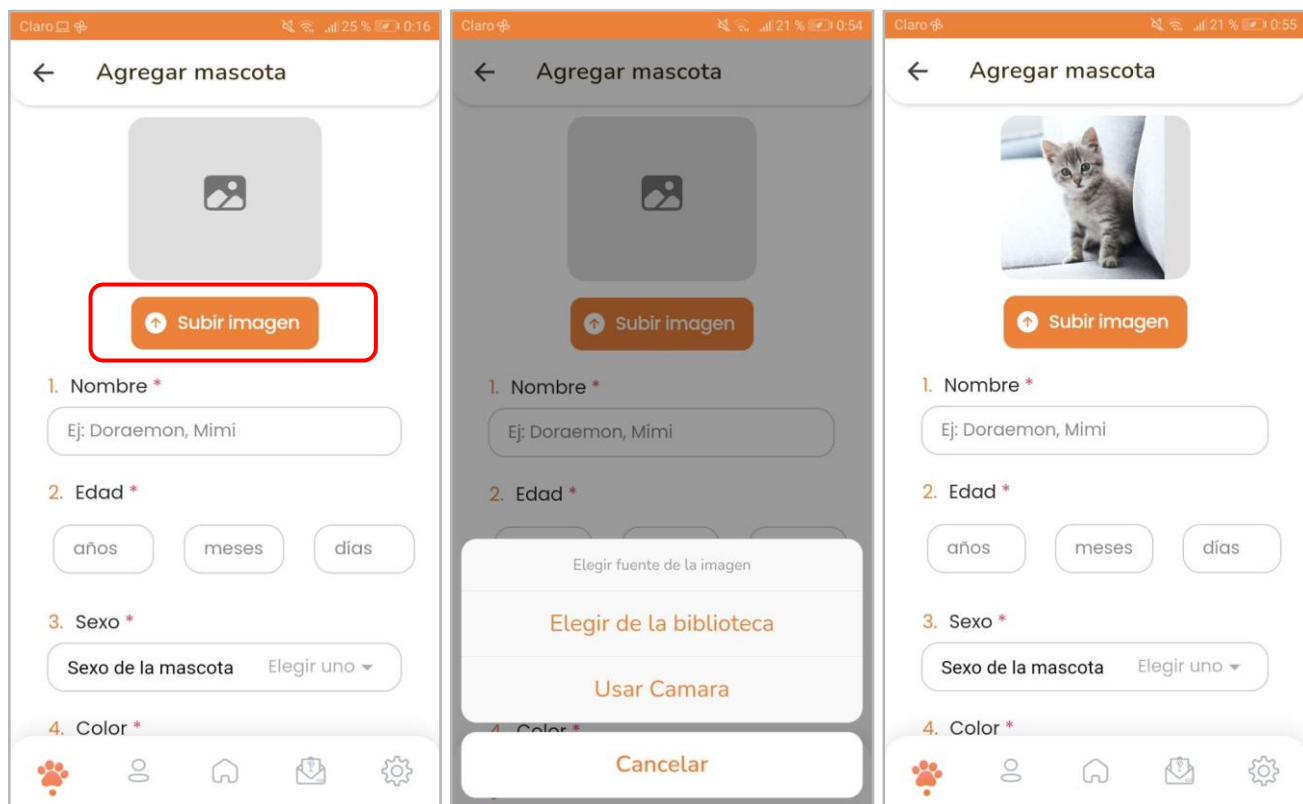 Claro 25 % 0:16
Agregar mascota
Subir imagen
1. Nombre *
Ej: Doraemon, Mimi
2. Edad *
años meses días
3. Sexo *
Sexo de la mascota Elegir uno
4. Color *
Claro 21 % 0:54
Agregar mascota
Subir imagen
1. Nombre *
Ej: Doraemon, Mimi
2. Edad *
Elegir fuente de la imagen
Elegir de la biblioteca
Usar Camara
4. Color *
Cancelar
Claro 21 % 0:55
Agregar mascota
Subir imagen
1. Nombre *
Ej: Doraemon, Mimi
2. Edad *
años meses días
3. Sexo *
Sexo de la mascota Elegir uno
4. Color *